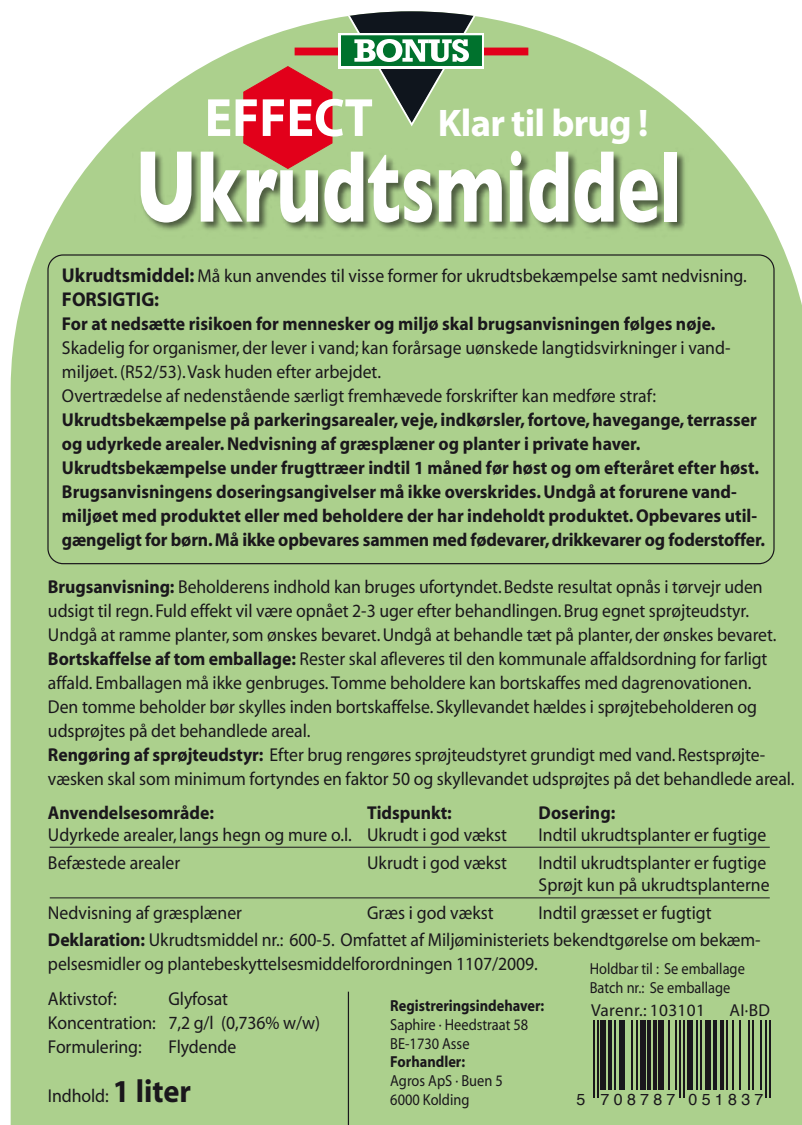 BONUS
EFFECT
Klar til brug !
Ukrudtsmiddel
Ukrudtsmiddel: Må kun anvendes til visse former for ukrudtsbekæmpelse samt nedvisning.
FORSIGTIG:
For at nedsætte risikoen for mennesker og miljø skal brugsanvisningen følges nøje.
Skadelig for organismer, der lever i vand; kan forårsage uønskede langtidsvirkninger i vand-
miljøet. (R52/53). Vask huden efter arbejdet.
Overtrædelse af nedenstående særligt fremhævede forskrifter kan medføre straf:
Ukrudtsbekæmpelse på parkeringsarealer, veje, indkørsler, fortove, havegange, terrasser
og udyrkede arealer. Nedvisning af græsplæner og planter i private haver.
Ukrudtsbekæmpelse under frugttræer indtil 1 måned før høst og om efteråret efter høst.
Brugsanvisningens doseringsangivelser må ikke overskrides. Undgå at forurene vand-
miljøet med produktet eller med beholdere der har indeholdt produktet. Opbevares util-
gængeligt for børn. Må ikke opbevares sammen med fødevarer, drikkevarer og foderstoffer.
Brugsanvisning: Beholderens indhold kan bruges ufortyndet. Bedste resultat opnås i tørvejr uden
udsigt til regn. Fuld effekt vil være opnået 2-3 uger efter behandlingen. Brug egnet sprøjteudstyr.
Undgå at ramme planter, som ønskes bevaret. Undgå at behandle tæt på planter, der ønskes bevaret.
Bortskaffelse af tom emballage: Rester skal afleveres til den kommunale affaldsordning for farligt
affald. Emballagen må ikke genbruges. Tomme beholdere kan bortskaffes med dagrenovationen.
Den tomme beholder bør skylles inden bortskaffelse. Skyllevandet hældes i sprøjtebeholderen og
udsprøjtes på det behandlede areal.
Rengøring af sprøjteudstyr: Efter brug rengøres sprøjteudstyret grundigt med vand. Restsprøjte-
væsken skal som minimum fortyndes en faktor 50 og skyllevandet udsprøjtes på det behandlede areal.
Anvendelsesområde: Tidspunkt: Dosering:
Udyrkede arealer, langs hegn og mure o.l. Ukrudt i god vækst Indtil ukrudtsplanter er fugtige
Befæstede arealer Ukrudt i god vækst Indtil ukrudtsplanter er fugtige
Sprøjt kun på ukrudtsplanterne
Nedvisning af græsplæner Græs i god vækst Indtil græsset er fugtigt
Deklaration: Ukrudtsmiddel nr.: 600-5. Omfattet af Miljøministeriets bekendtgørelse om bekæm-
pelsesmidler og plantebeskyttelsesmiddelforordningen 1107/2009.
Aktivstof: Glyfosat
Koncentration: 7,2 g/l (0,736% w/w)
Formulering: Flydende
Indhold: 1 liter
Registreringsindehaver:
Saphire · Heedstraat 58
BE-1730 Asse
Forhandler:
Agros ApS · Buen 5
6000 Kolding
Holdbar til : Se emballage
Batch nr.: Se emballage
Varenr.: 103101 AI·BD
5 708787 051837